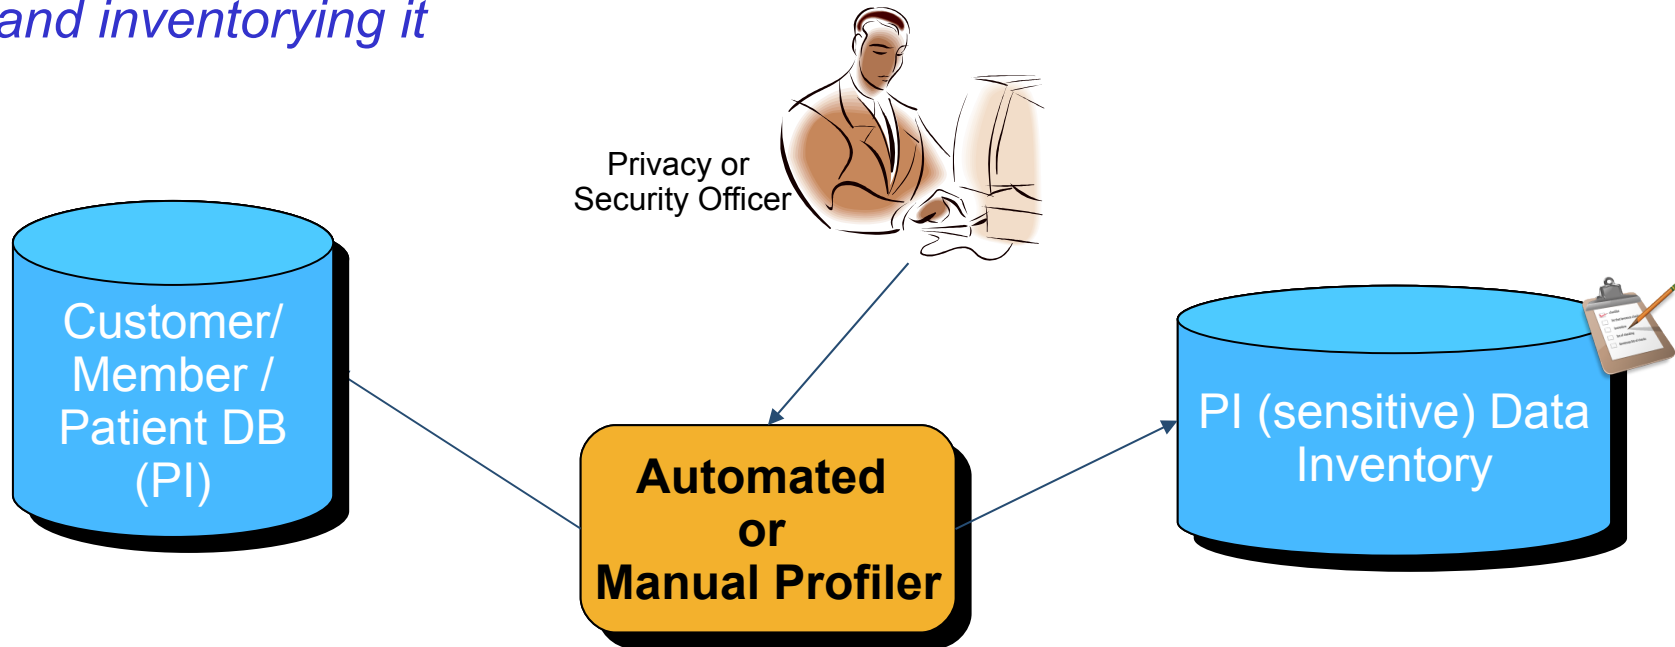 and inventorying it
Privacy or
Security Officer
Customer/
Member /
Patient DB
(PI)
Automated
or
Manual Profiler
PI (sensitive) Data
Inventory